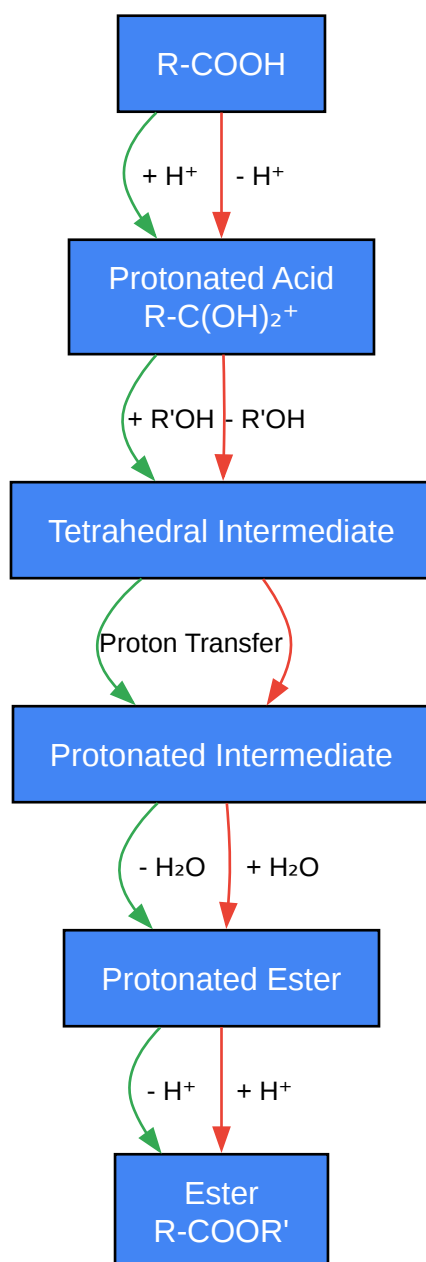 R-COOH
+ H⁺
- H⁺
Protonated Acid
R-C(OH)₂⁺
+ R'OH
- R'OH
Tetrahedral Intermediate
Proton Transfer
Protonated Intermediate
- H₂O
+ H₂O
Protonated Ester
- H⁺
+ H⁺
Ester
R-COOR'